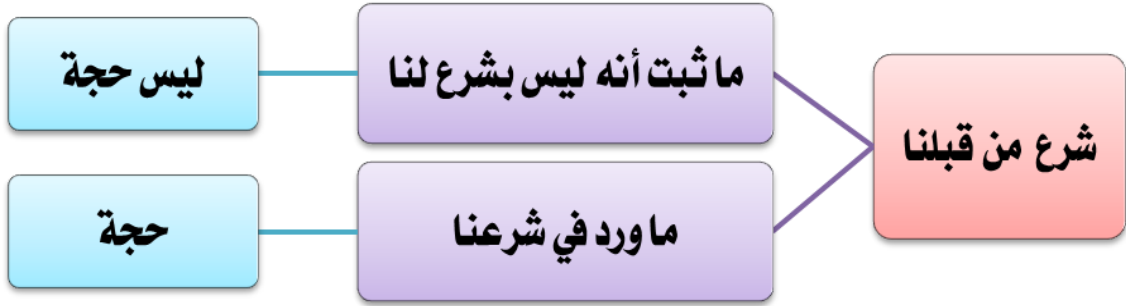 شرع من قبلنا
ما ثبت أنه ليس بشرع لنا
ليس حجة
ما ورد في شرعنا
حجة